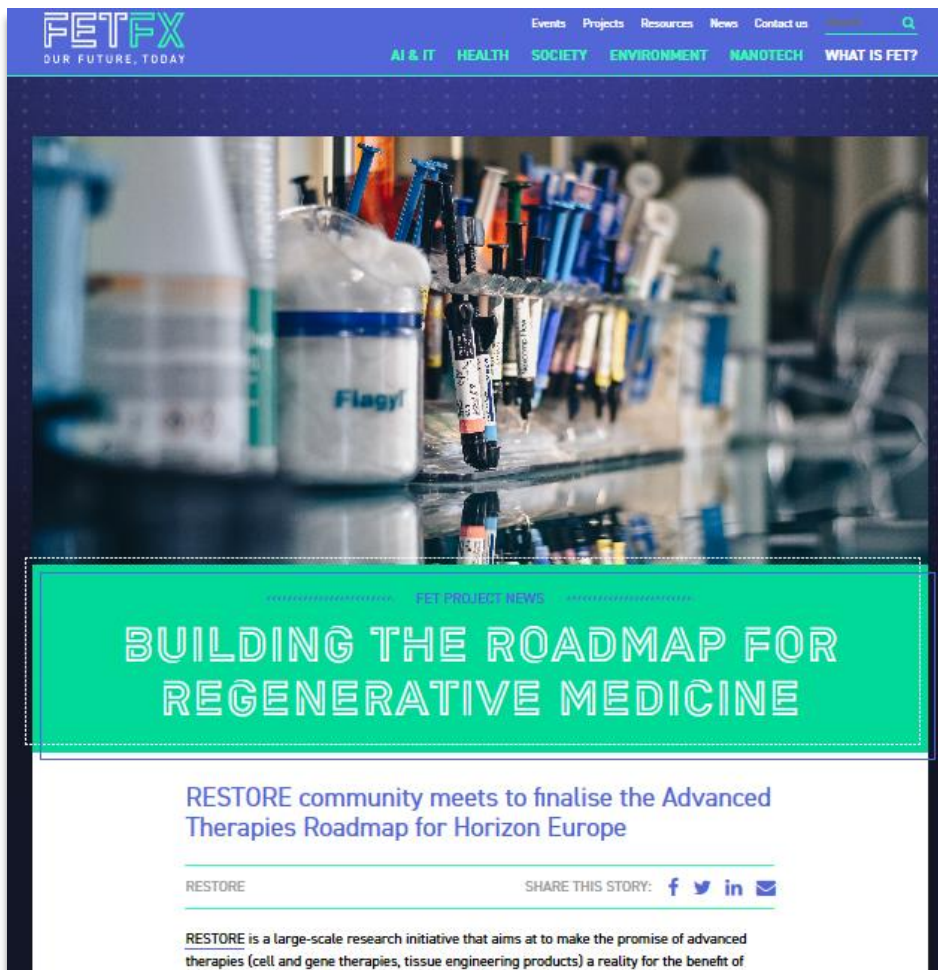 FETFX
OUR FUTURE, TODAY
Events Projects Resources News Contact us
AI & IT HEALTH SOCIETY ENVIRONMENT NANOTECH WHAT IS FET?
Flagyl
FET PROJECT NEWS
BUILDING THE ROADMAP FOR
REGENERATIVE MEDICINE
RESTORE community meets to finalise the Advanced
Therapies Roadmap for Horizon Europe
RESTORE
SHARE THIS STORY:
RESTORE is a large-scale research initiative that aims at to make the promise of advanced
therapies (cell and gene therapies, tissue engineering products) a reality for the benefit of